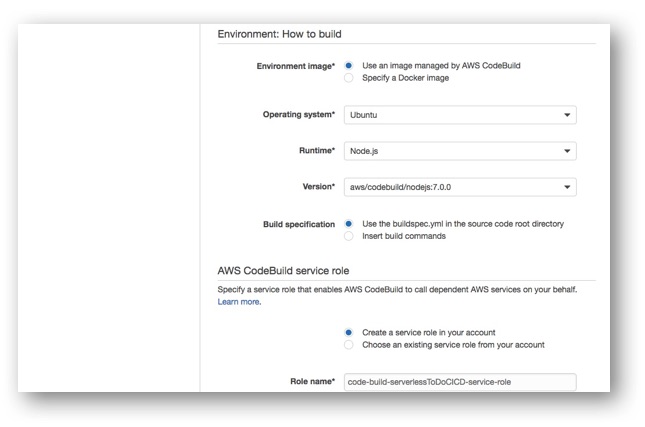 Environment: How to build
Environment image* Use an image managed by AWS CodeBuild
Specify a Docker image
Operating system* Ubuntu
Runtime* Node.js
Version* aws/codebuild/nodejs:7.0.0
Build specification Use the buildspec.yml in the source code root directory
Insert build commands
AWS CodeBuild service role
Specify a service role that enables AWS CodeBuild to call dependent AWS services on your behalf.
Learn more.
Create a service role in your account
Choose an existing service role from your account
Role name* code-build-serverlessToDoCICD-service-role